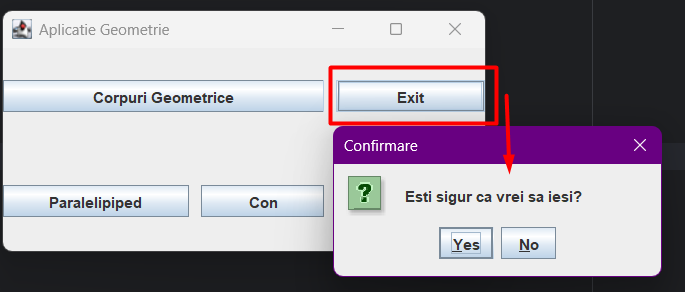 Aplicatie Geometrie
Corpuri Geometrice
Exit
Confirmare
?
Esti sigur ca vrei sa iesi?
Paralelipiped
Con
Yes
No